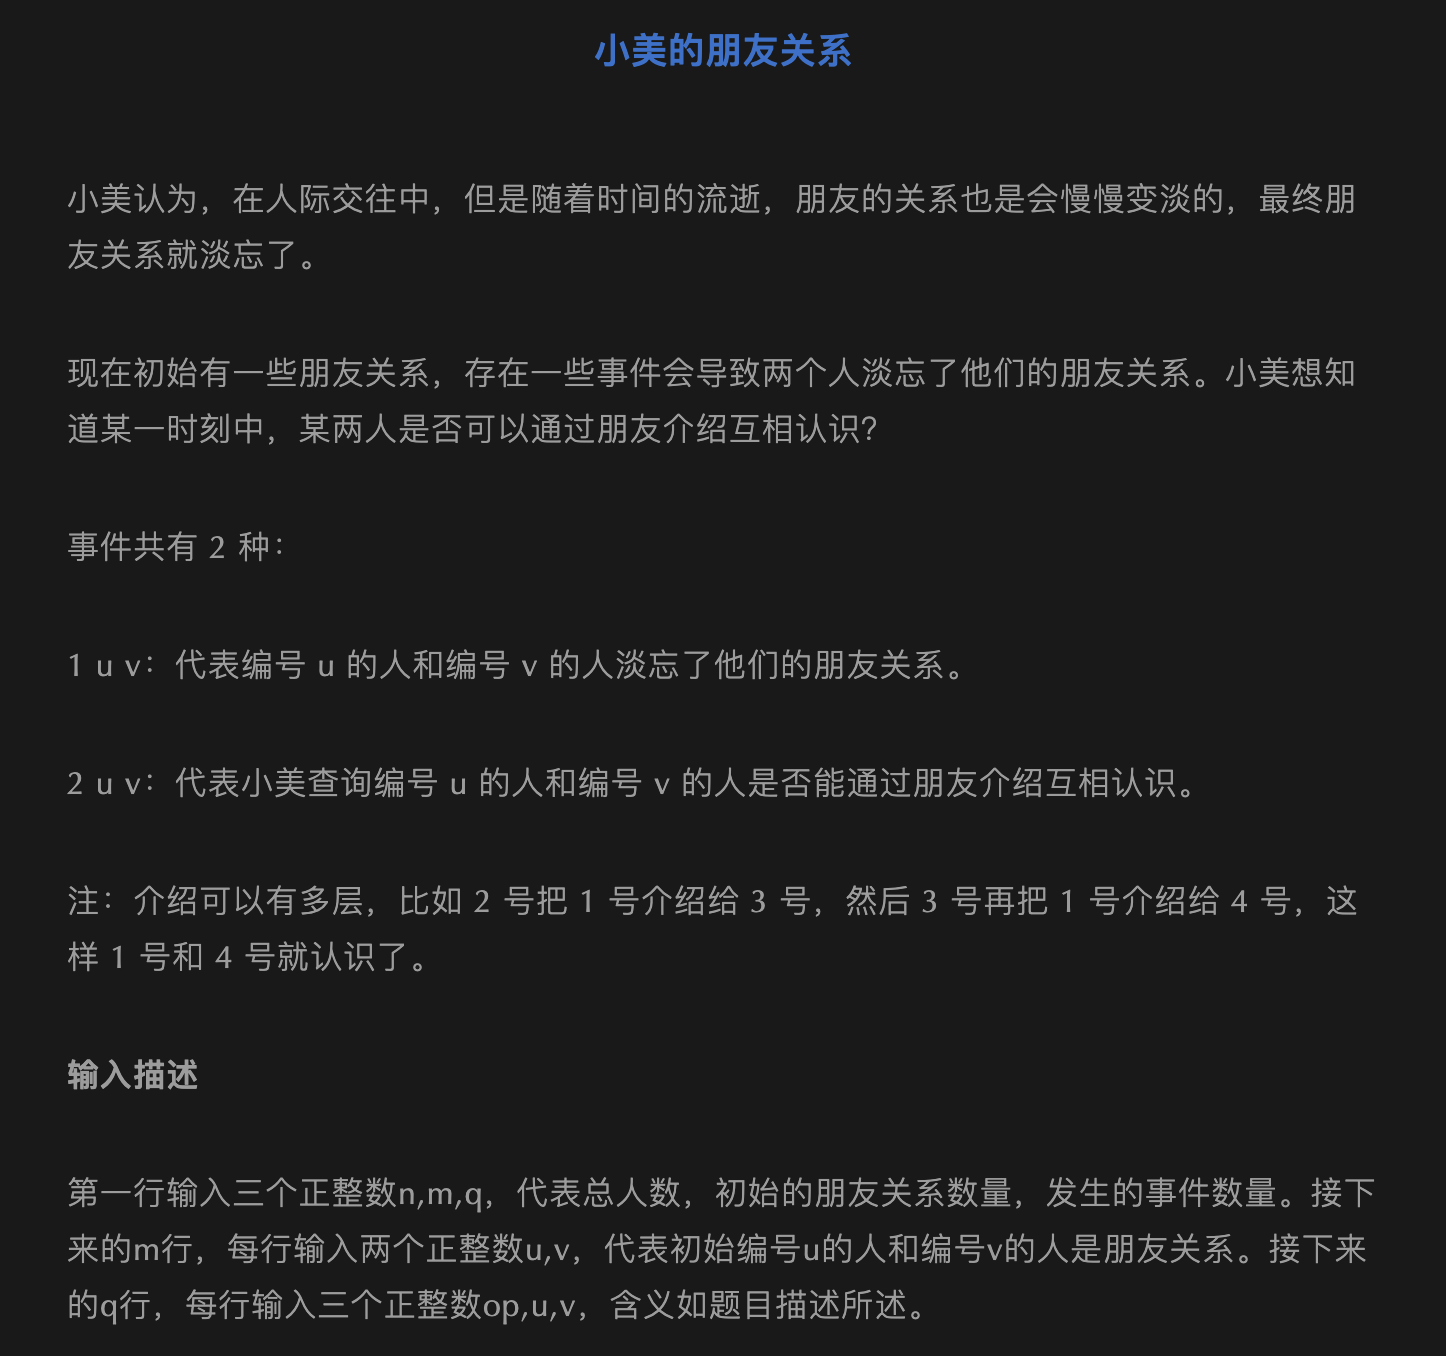 小美的朋友关系
小美认为，在人际交往中，但是随着时间的流逝，朋友的关系也是会慢慢变淡的，最终朋
友关系就淡忘了。
现在初始有一些朋友关系，存在一些事件会导致两个人淡忘了他们的朋友关系。小美想知
道某一时刻中，某两人是否可以通过朋友介绍互相认识？
事件共有 2 种：
1 u v：代表编号 u 的人和编号 v 的人淡忘了他们的朋友关系。
2 u v：代表小美查询编号 u 的人和编号 v 的人是否能通过朋友介绍互相认识。
注：介绍可以有多层，比如 2 号把 1 号介绍给 3 号，然后 3 号再把 1 号介绍给 4 号，这
样 1 号和 4 号就认识了。
输入描述
第一行输入三个正整数n,m,q，代表总人数，初始的朋友关系数量，发生的事件数量。接下
来的m行，每行输入两个正整数u,v，代表初始编号u的人和编号v的人是朋友关系。接下来
的q行，每行输入三个正整数op,u,v，含义如题目描述所述。